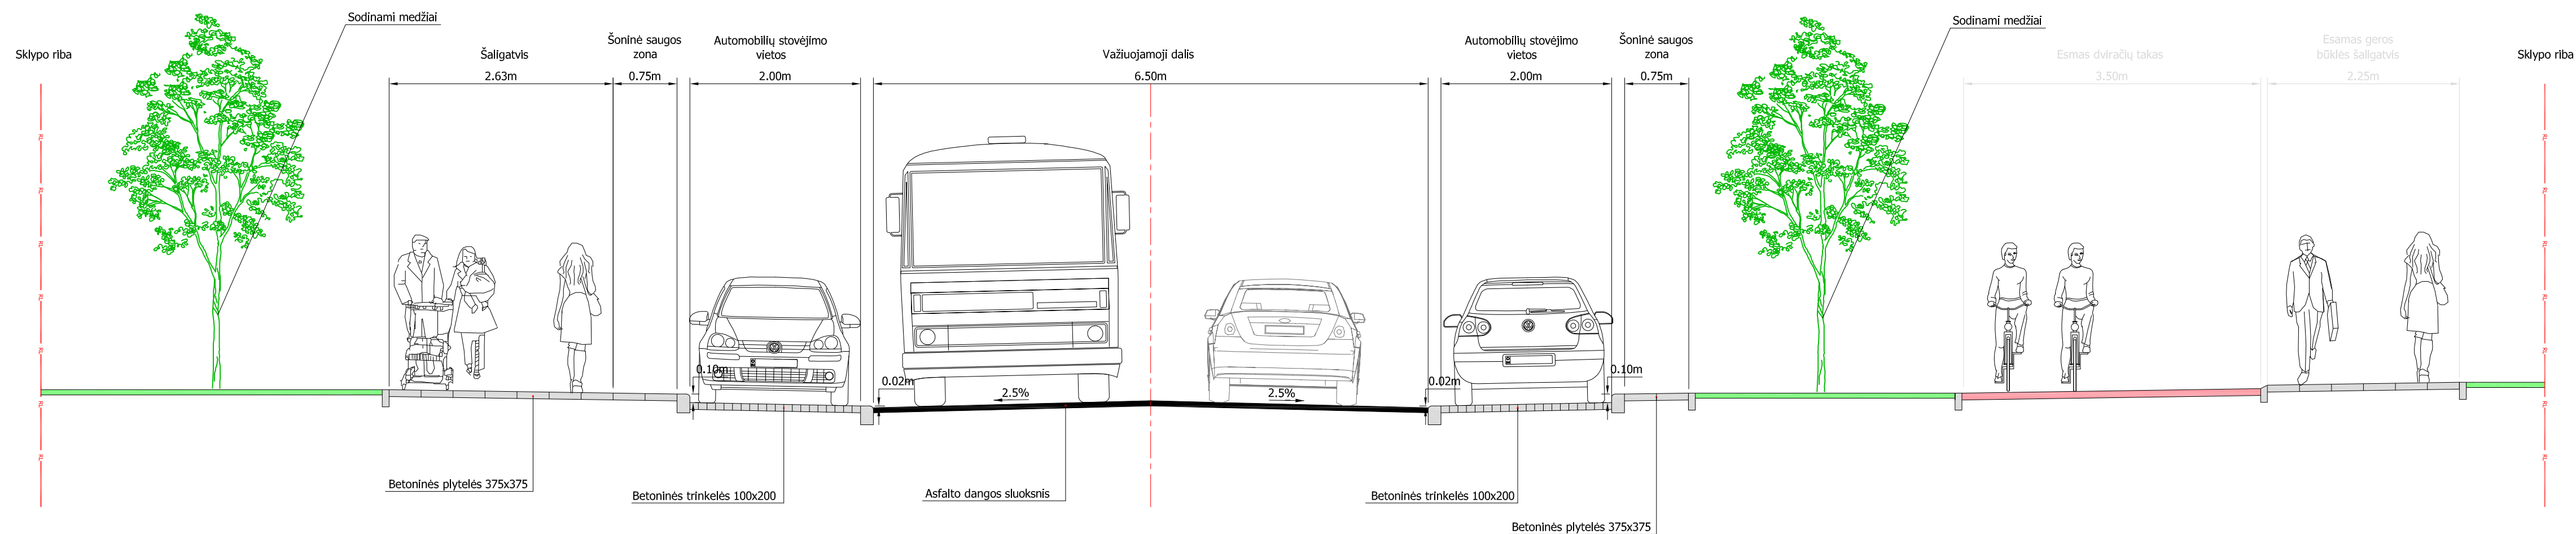 Sodinami medžiai
Sodinami medžiai
Sklypo riba
Šaligatvis
2.63m
Šoninė saugos
zona
0.75m
Automobilių stovėjimo
vietos
2.00m
Važiuojamoji dalis
6.50m
Automobilių stovėjimo
vietos
2.00m
Šoninė saugos
zona
0.75m
Esmas dviračių takas
3.50m
Esamas geros
būklės šaligatvis
2.25m
Sklypo riba
0.10m
0.02m
2.5%
2.5%
0.02m
0.10m
Betoninės plytelės 375x375
Betoninės trinkelės 100x200
Asfalto dangos sluoksnis
Betoninės trinkelės 100x200
Betoninės plytelės 375x375